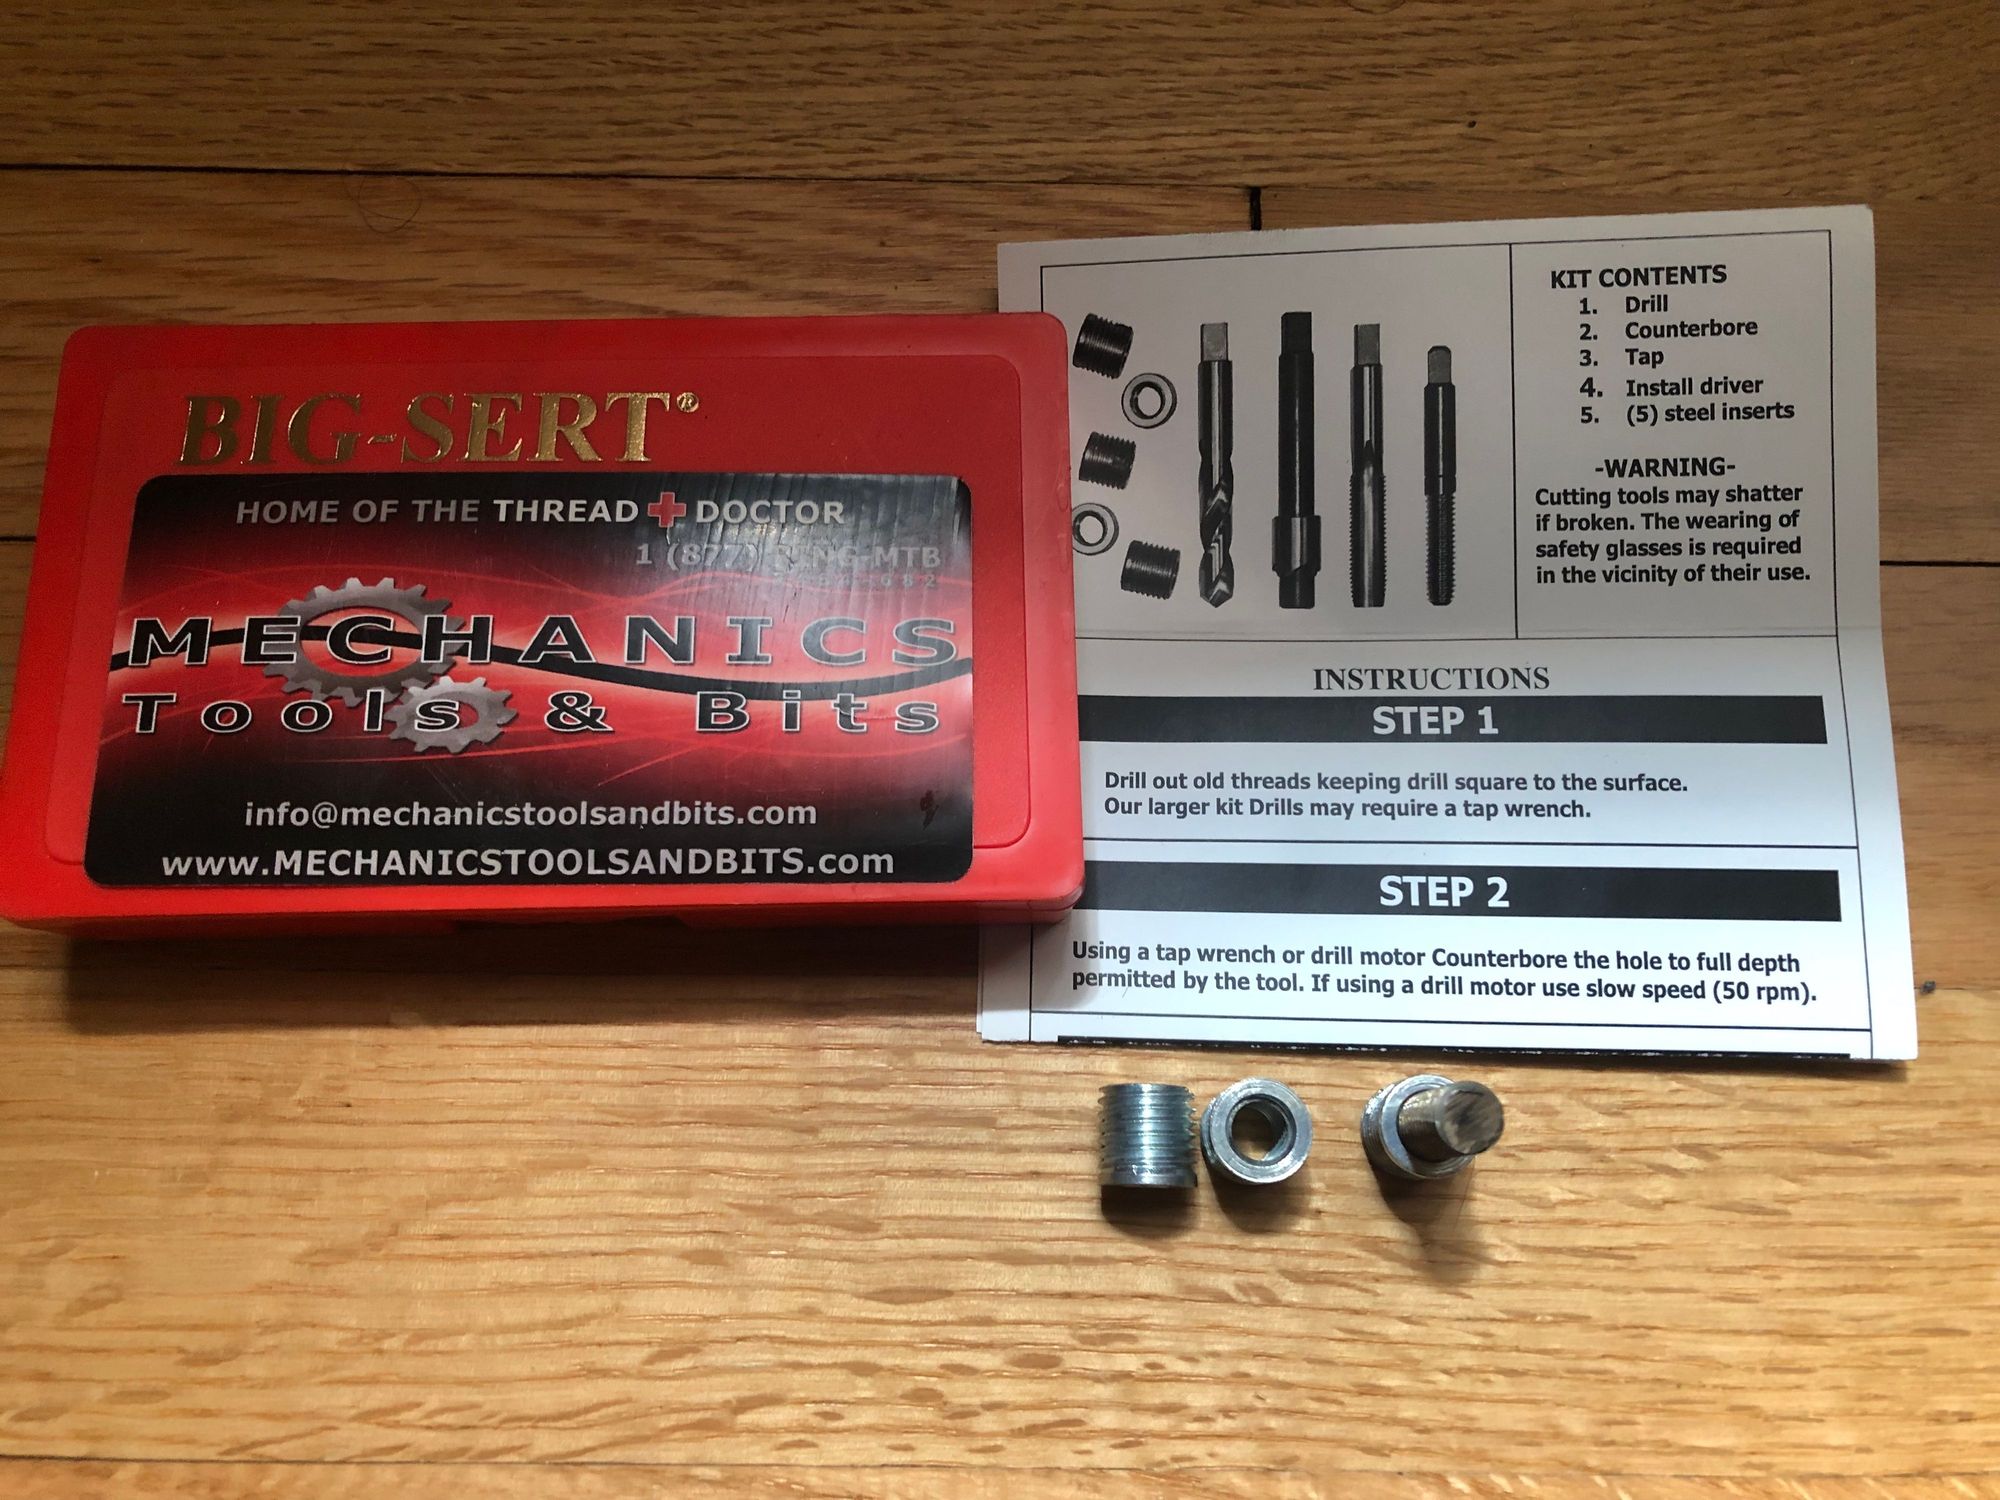 BIG-SERT®
HOME OF THE THREAD DOCTOR
1 (877) RING-MTB
MECHANICS
Tools & Bits
info@mechanicstoolsandbits.com
www.MECHANICSTOOLSANDBITS.com
KIT CONTENTS
1. Drill
2. Counterbore
3. Tap
4. Install driver
5. (5) steel inserts
-WARNING-
Cutting tools may shatter
if broken. The wearing of
safety glasses is required
in the vicinity of their use.
INSTRUCTIONS
STEP 1
Drill out old threads keeping drill square to the surface.
Our larger kit Drills may require a tap wrench.
STEP 2
Using a tap wrench or drill motor Counterbore the hole to full depth
permitted by the tool. If using a drill motor use slow speed (50 rpm).